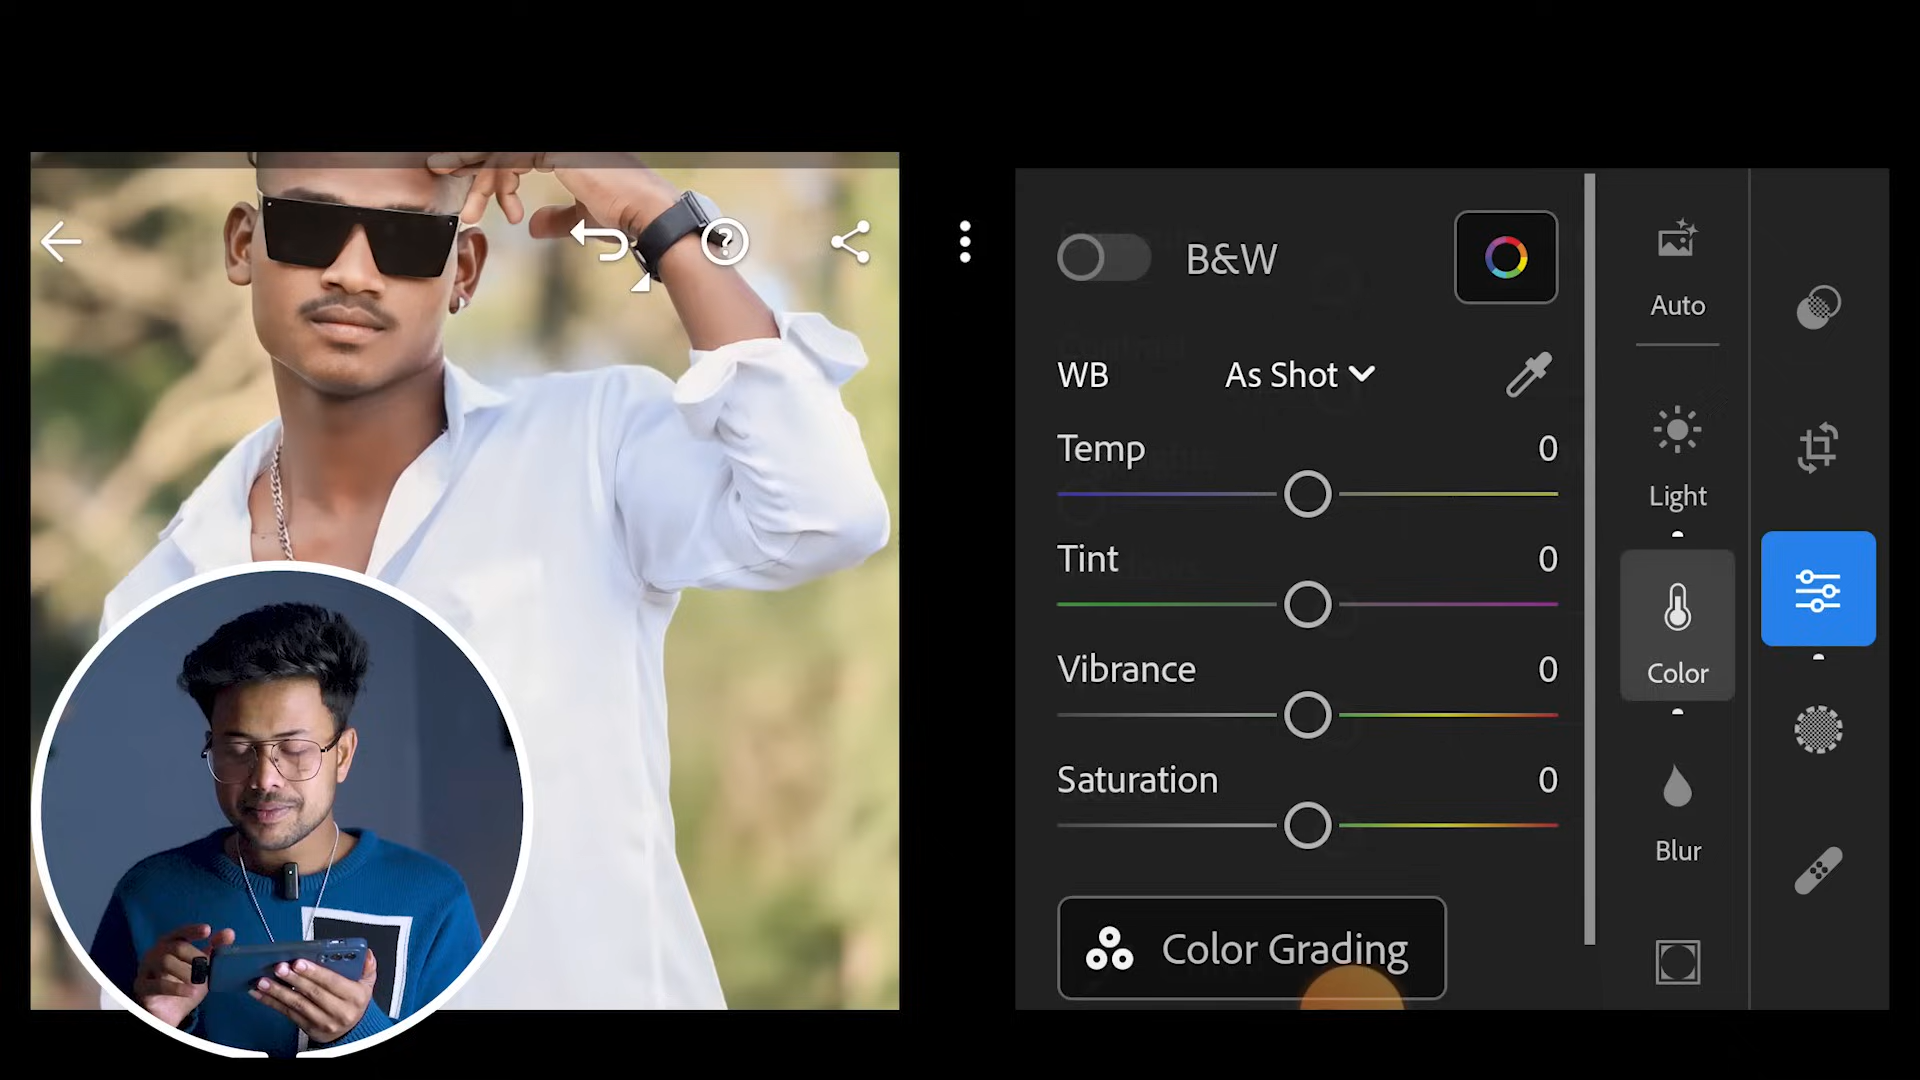 B&W
Auto
WB
As Shot
Temp
0
Light
Tint
0
Color
Vibrance
0
Saturation
0
Blur
Color Grading